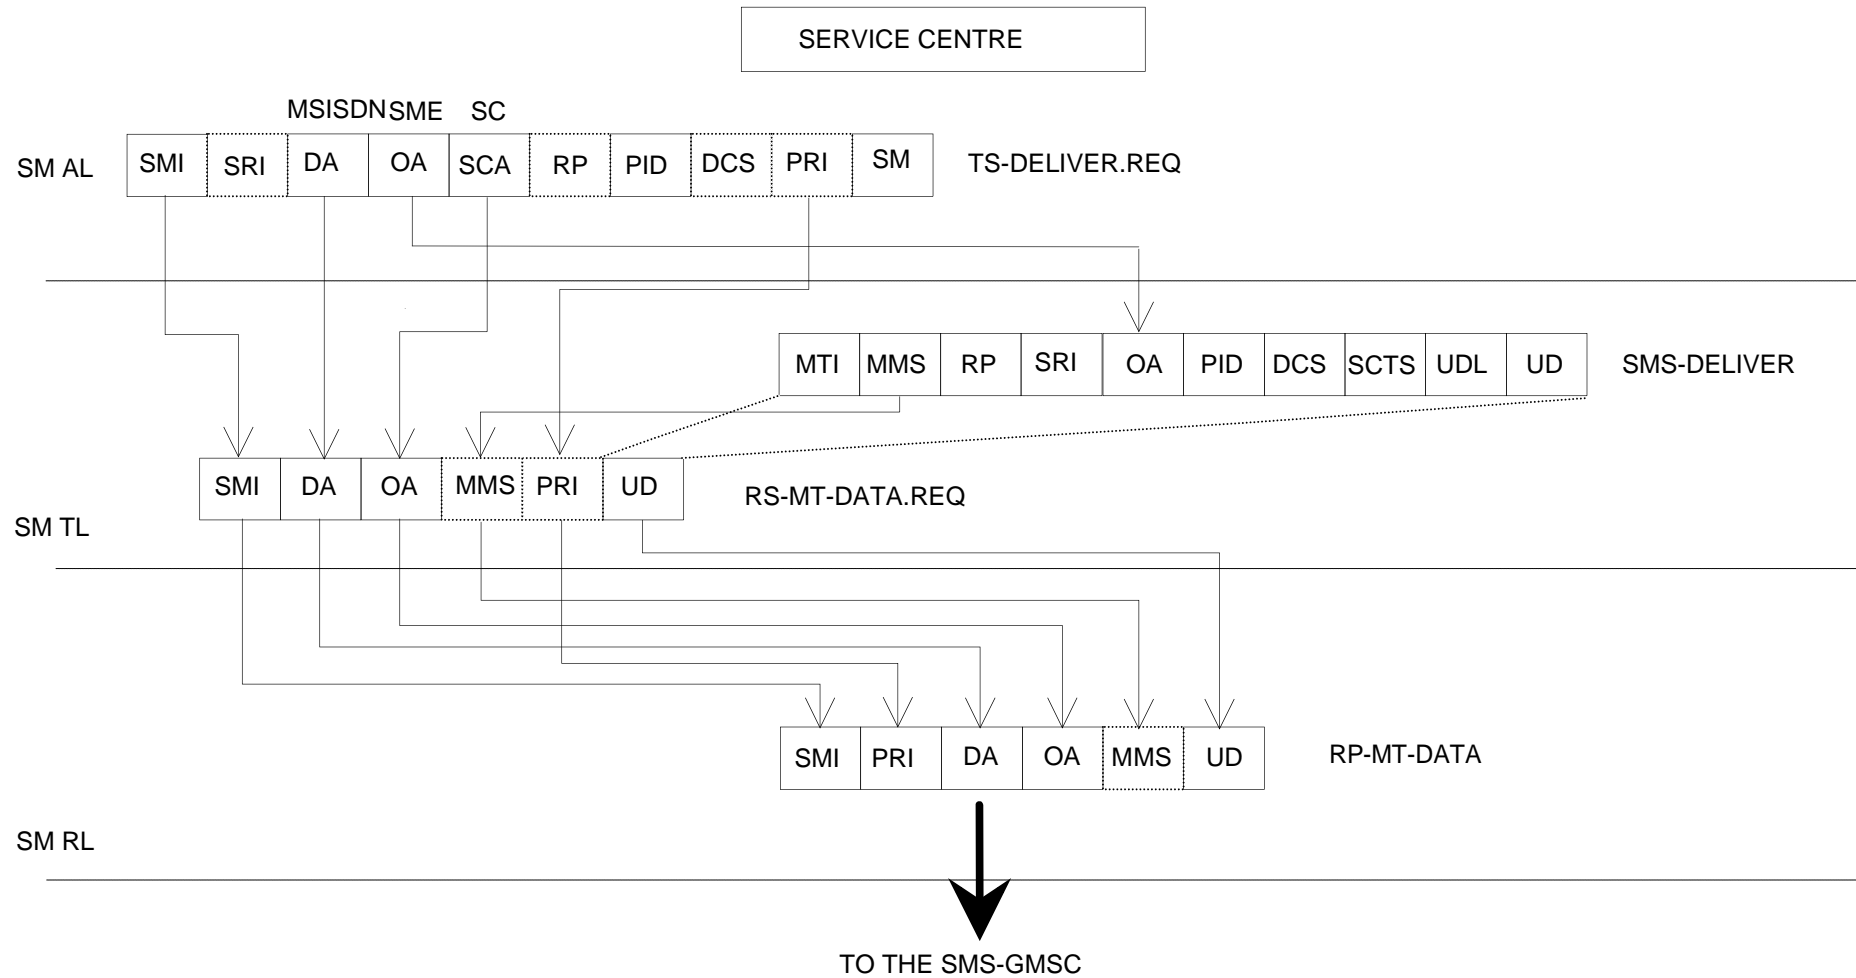 SERVICE CENTRE
MSISDN SME SC
SM AL SMI SRI DA OA SCA RP PID DCS PRI SM TS-DELIVER.REQ
MTI MMS RP SRI OA PID DCS SCTS UDL UD SMS-DELIVER
SMI DA OA MMS PRI UD RS-MT-DATA.REQ
SM TL
SMI PRI DA OA MMS UD RP-MT-DATA
SM RL
TO THE SMS-GMSC